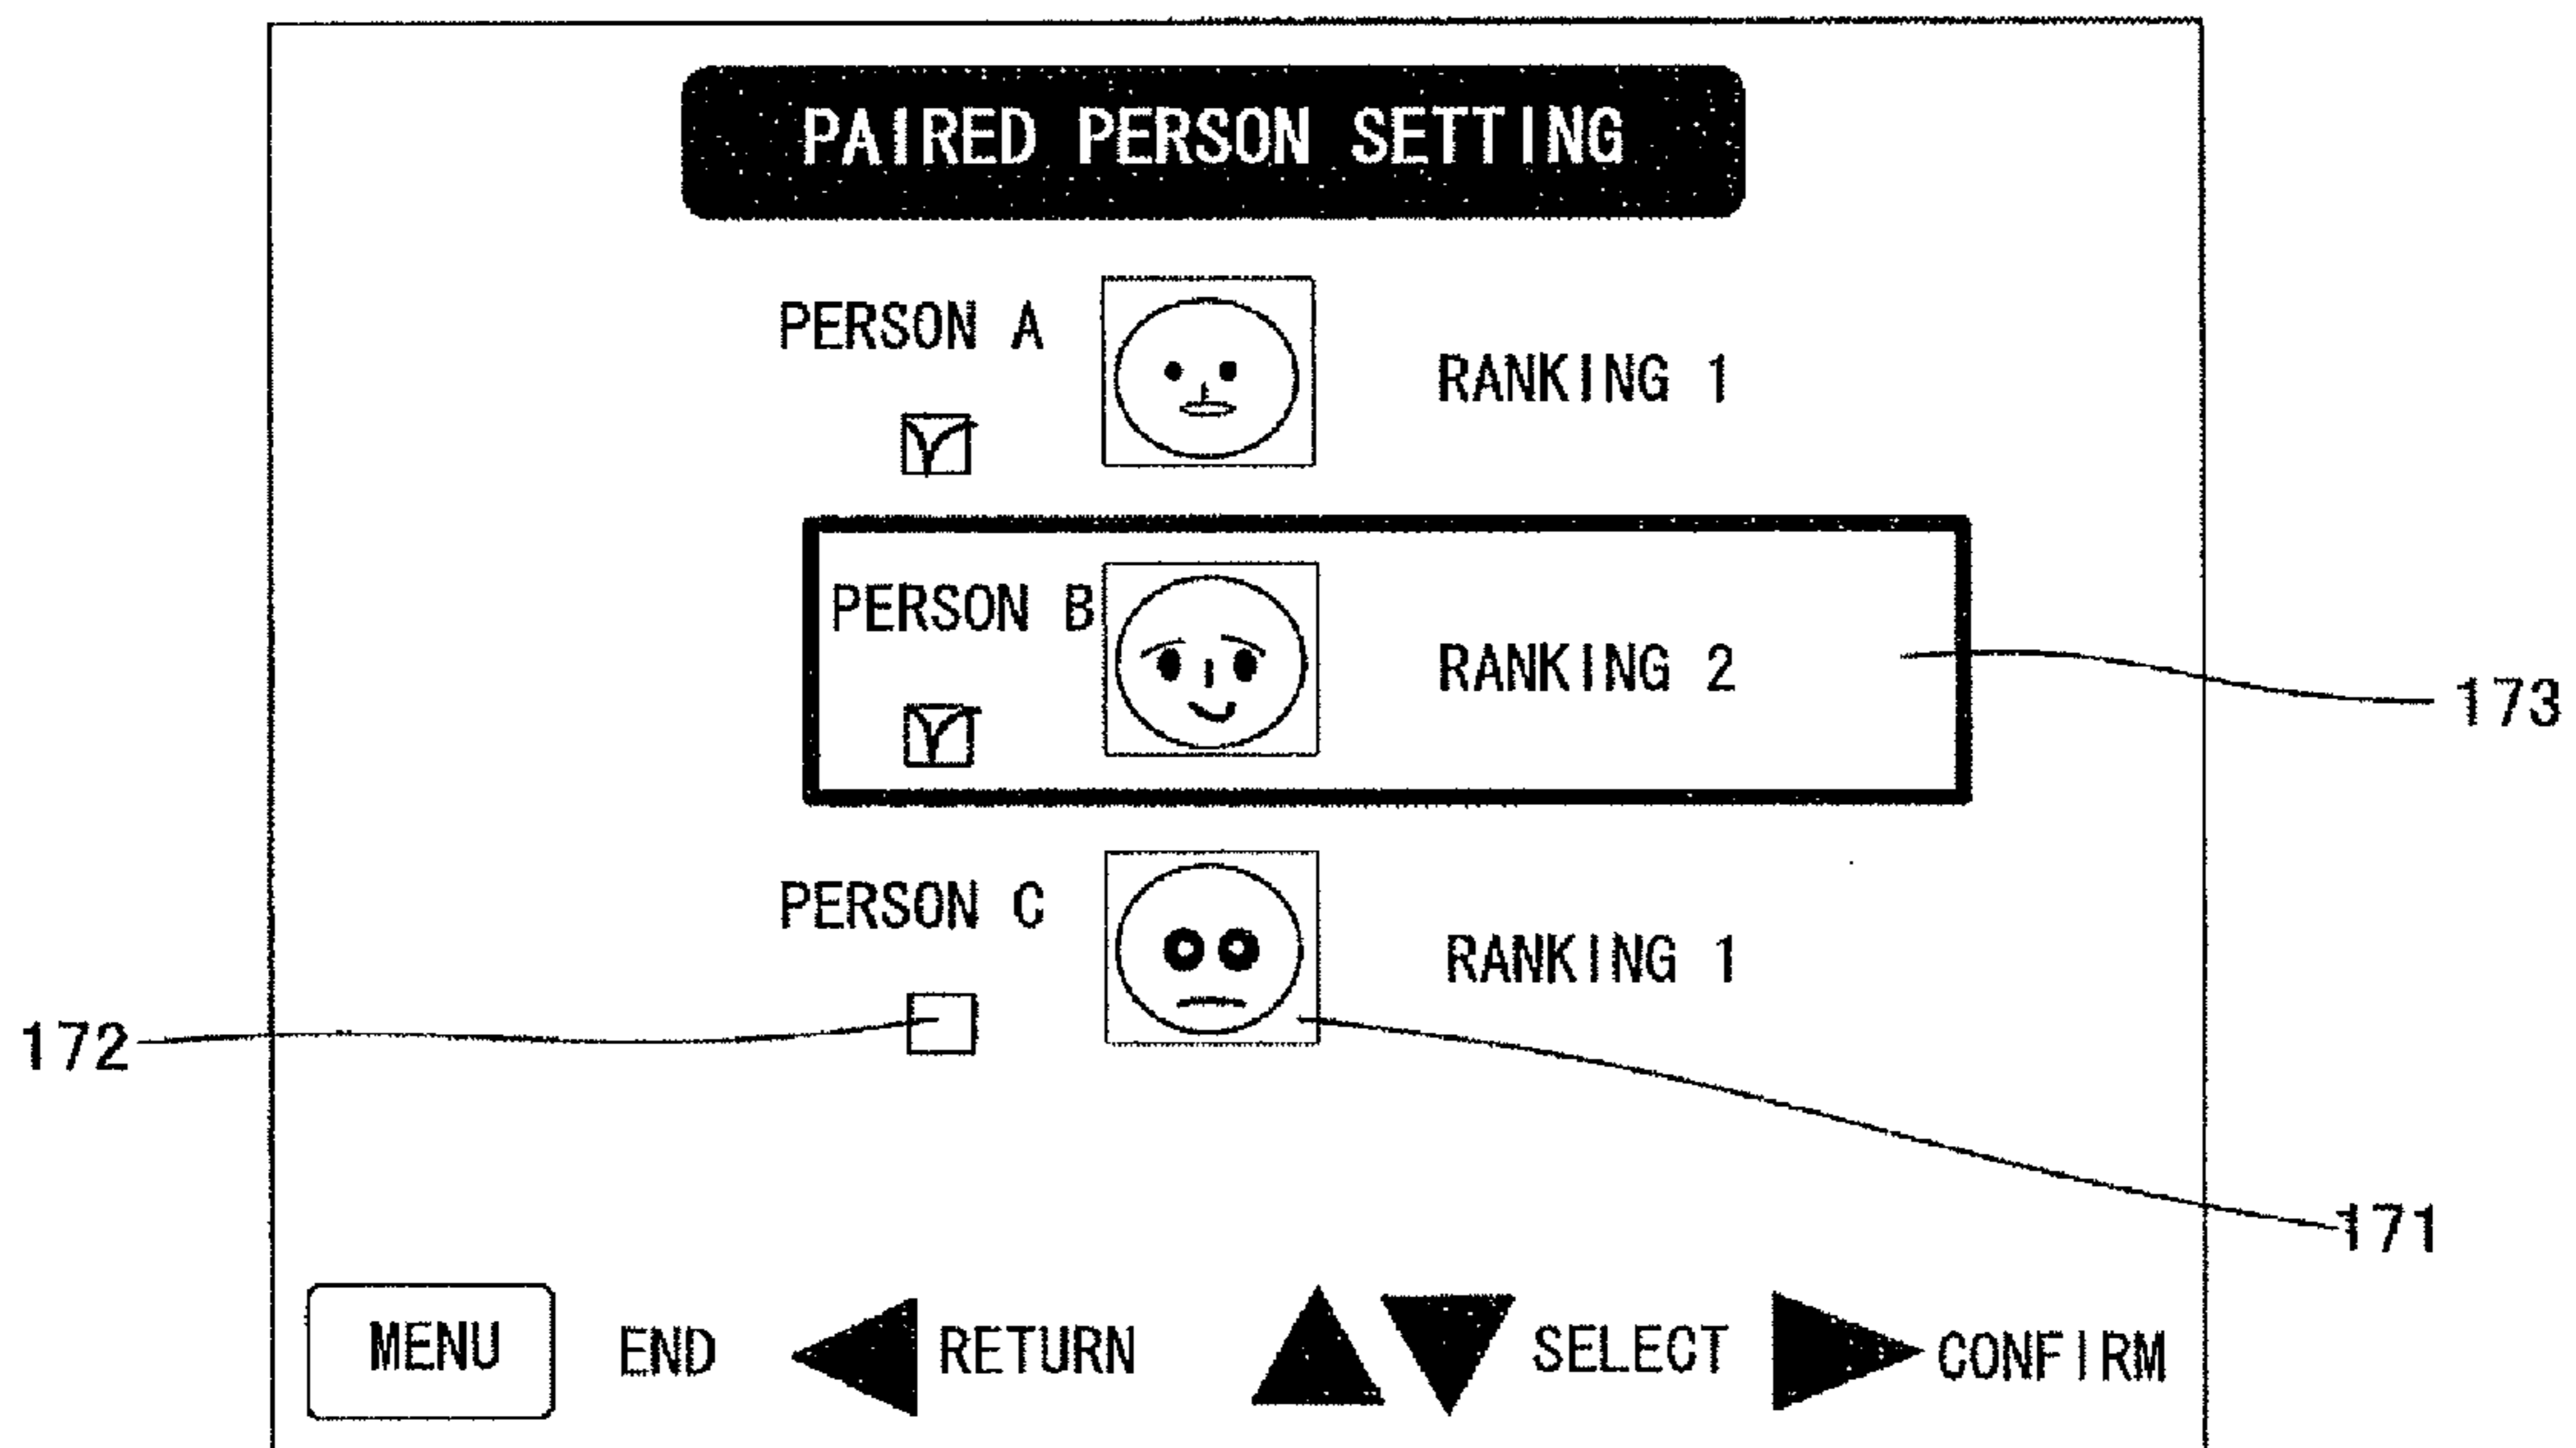 PAIRED PERSON SETTING
PERSON A
RANKING 1
PERSON B
RANKING 2
173
PERSON C
RANKING 1
172
171
MENU END RETURN SELECT CONFIRM